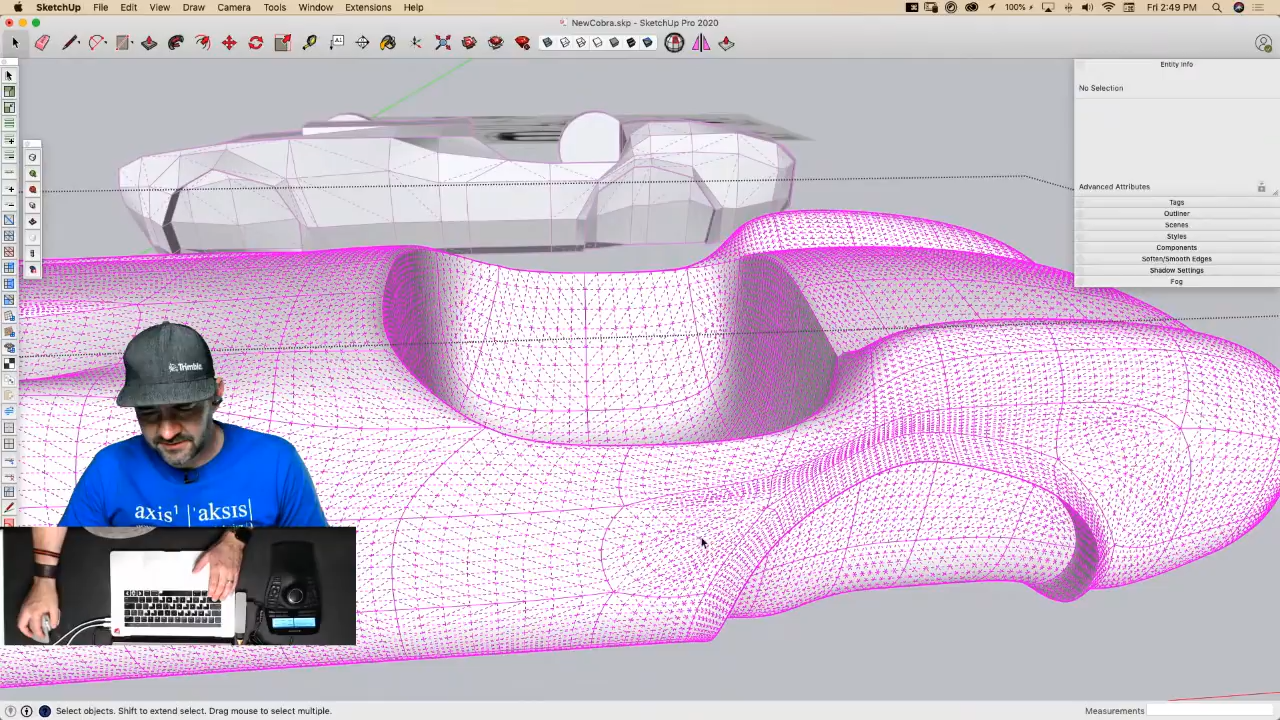 SketchUp File Edit View Draw Camera Tools Window Extensions Help
100% Fri 2:49 PM
NewCobra.skp - SketchUp Pro 2020
Entity Info
No Selection
Advanced Attributes
Tags
Outliner
Scenes
Styles
Components
Soften/Smooth Edges
Shadow Settings
Fog
Trimble
axis¹ |ˈaksɪs|
Select objects. Shift to extend select. Drag mouse to select multiple.
Measurements